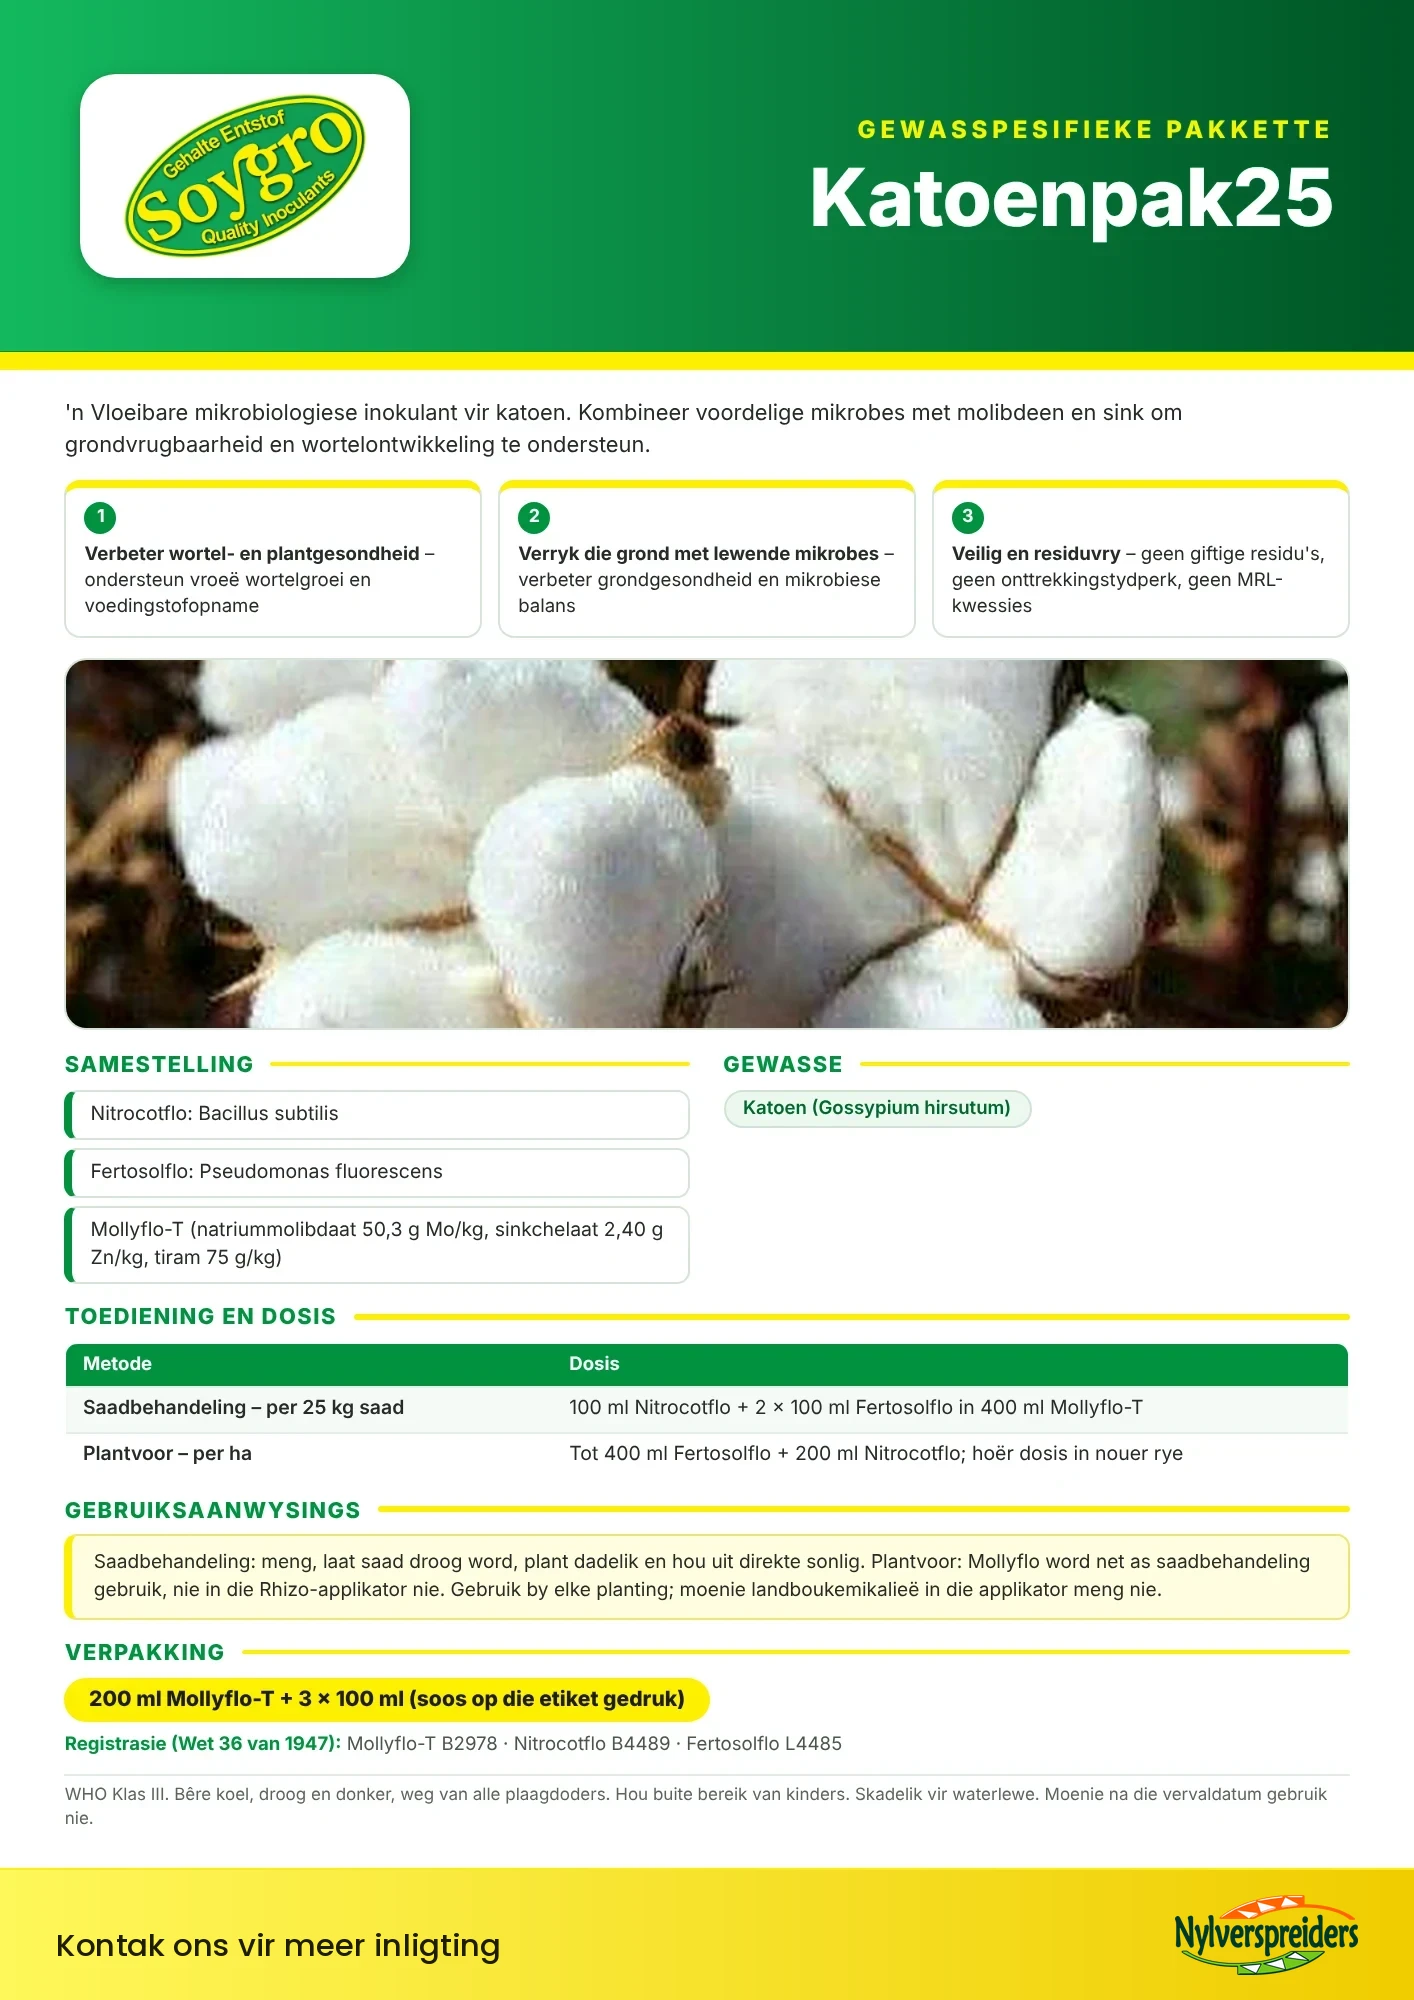 Gehalte Entstof
Soygro
Quality Inoculants
GEWASSPESIFIEKE PAKKETTE
Katoenpak25
'n Vloeibare mikrobiologiese inokulant vir katoen. Kombineer voordelige mikrobes met molibdeen en sink om
grondvrugbaarheid en wortelontwikkeling te ondersteun.
1
Verbeter wortel- en plantgesondheid –
ondersteun vroeë wortelgroei en
voedingstofopname
2
Verryk die grond met lewende mikrobes –
verbeter grondgesondheid en mikrobiese
balans
3
Veilig en residuvry – geen giftige residu's,
geen onttrekkingstydperk, geen MRL-
kwessies
SAMESTELLING
Nitrocotflo: Bacillus subtilis
Fertosolflo: Pseudomonas fluorescens
Mollyflo-T (natriummolibdaat 50,3 g Mo/kg, sinkchelaat 2,40 g
Zn/kg, tiram 75 g/kg)
GEWASSE
Katoen (Gossypium hirsutum)
TOEDIENING EN DOSIS
Metode Dosis
Saadbehandeling – per 25 kg saad 100 ml Nitrocotflo + 2 × 100 ml Fertosolflo in 400 ml Mollyflo-T
Plantvoor – per ha Tot 400 ml Fertosolflo + 200 ml Nitrocotflo; hoër dosis in nouer rye
GEBRUIKSAANWYSINGS
Saadbehandeling: meng, laat saad droog word, plant dadelik en hou uit direkte sonlig. Plantvoor: Mollyflo word net as saadbehandeling
gebruik, nie in die Rhizo-applikator nie. Gebruik by elke planting; moenie landboukemikalieë in die applikator meng nie.
VERPAKKING
200 ml Mollyflo-T + 3 × 100 ml (soos op die etiket gedruk)
Registrasie (Wet 36 van 1947): Mollyflo-T B2978 · Nitrocotflo B4489 · Fertosolflo L4485
WHO Klas III. Bêre koel, droog en donker, weg van alle plaagdoders. Hou buite bereik van kinders. Skadelik vir waterlewe. Moenie na die vervaldatum gebruik
nie.
Kontak ons vir meer inligting
Nylverspreiders